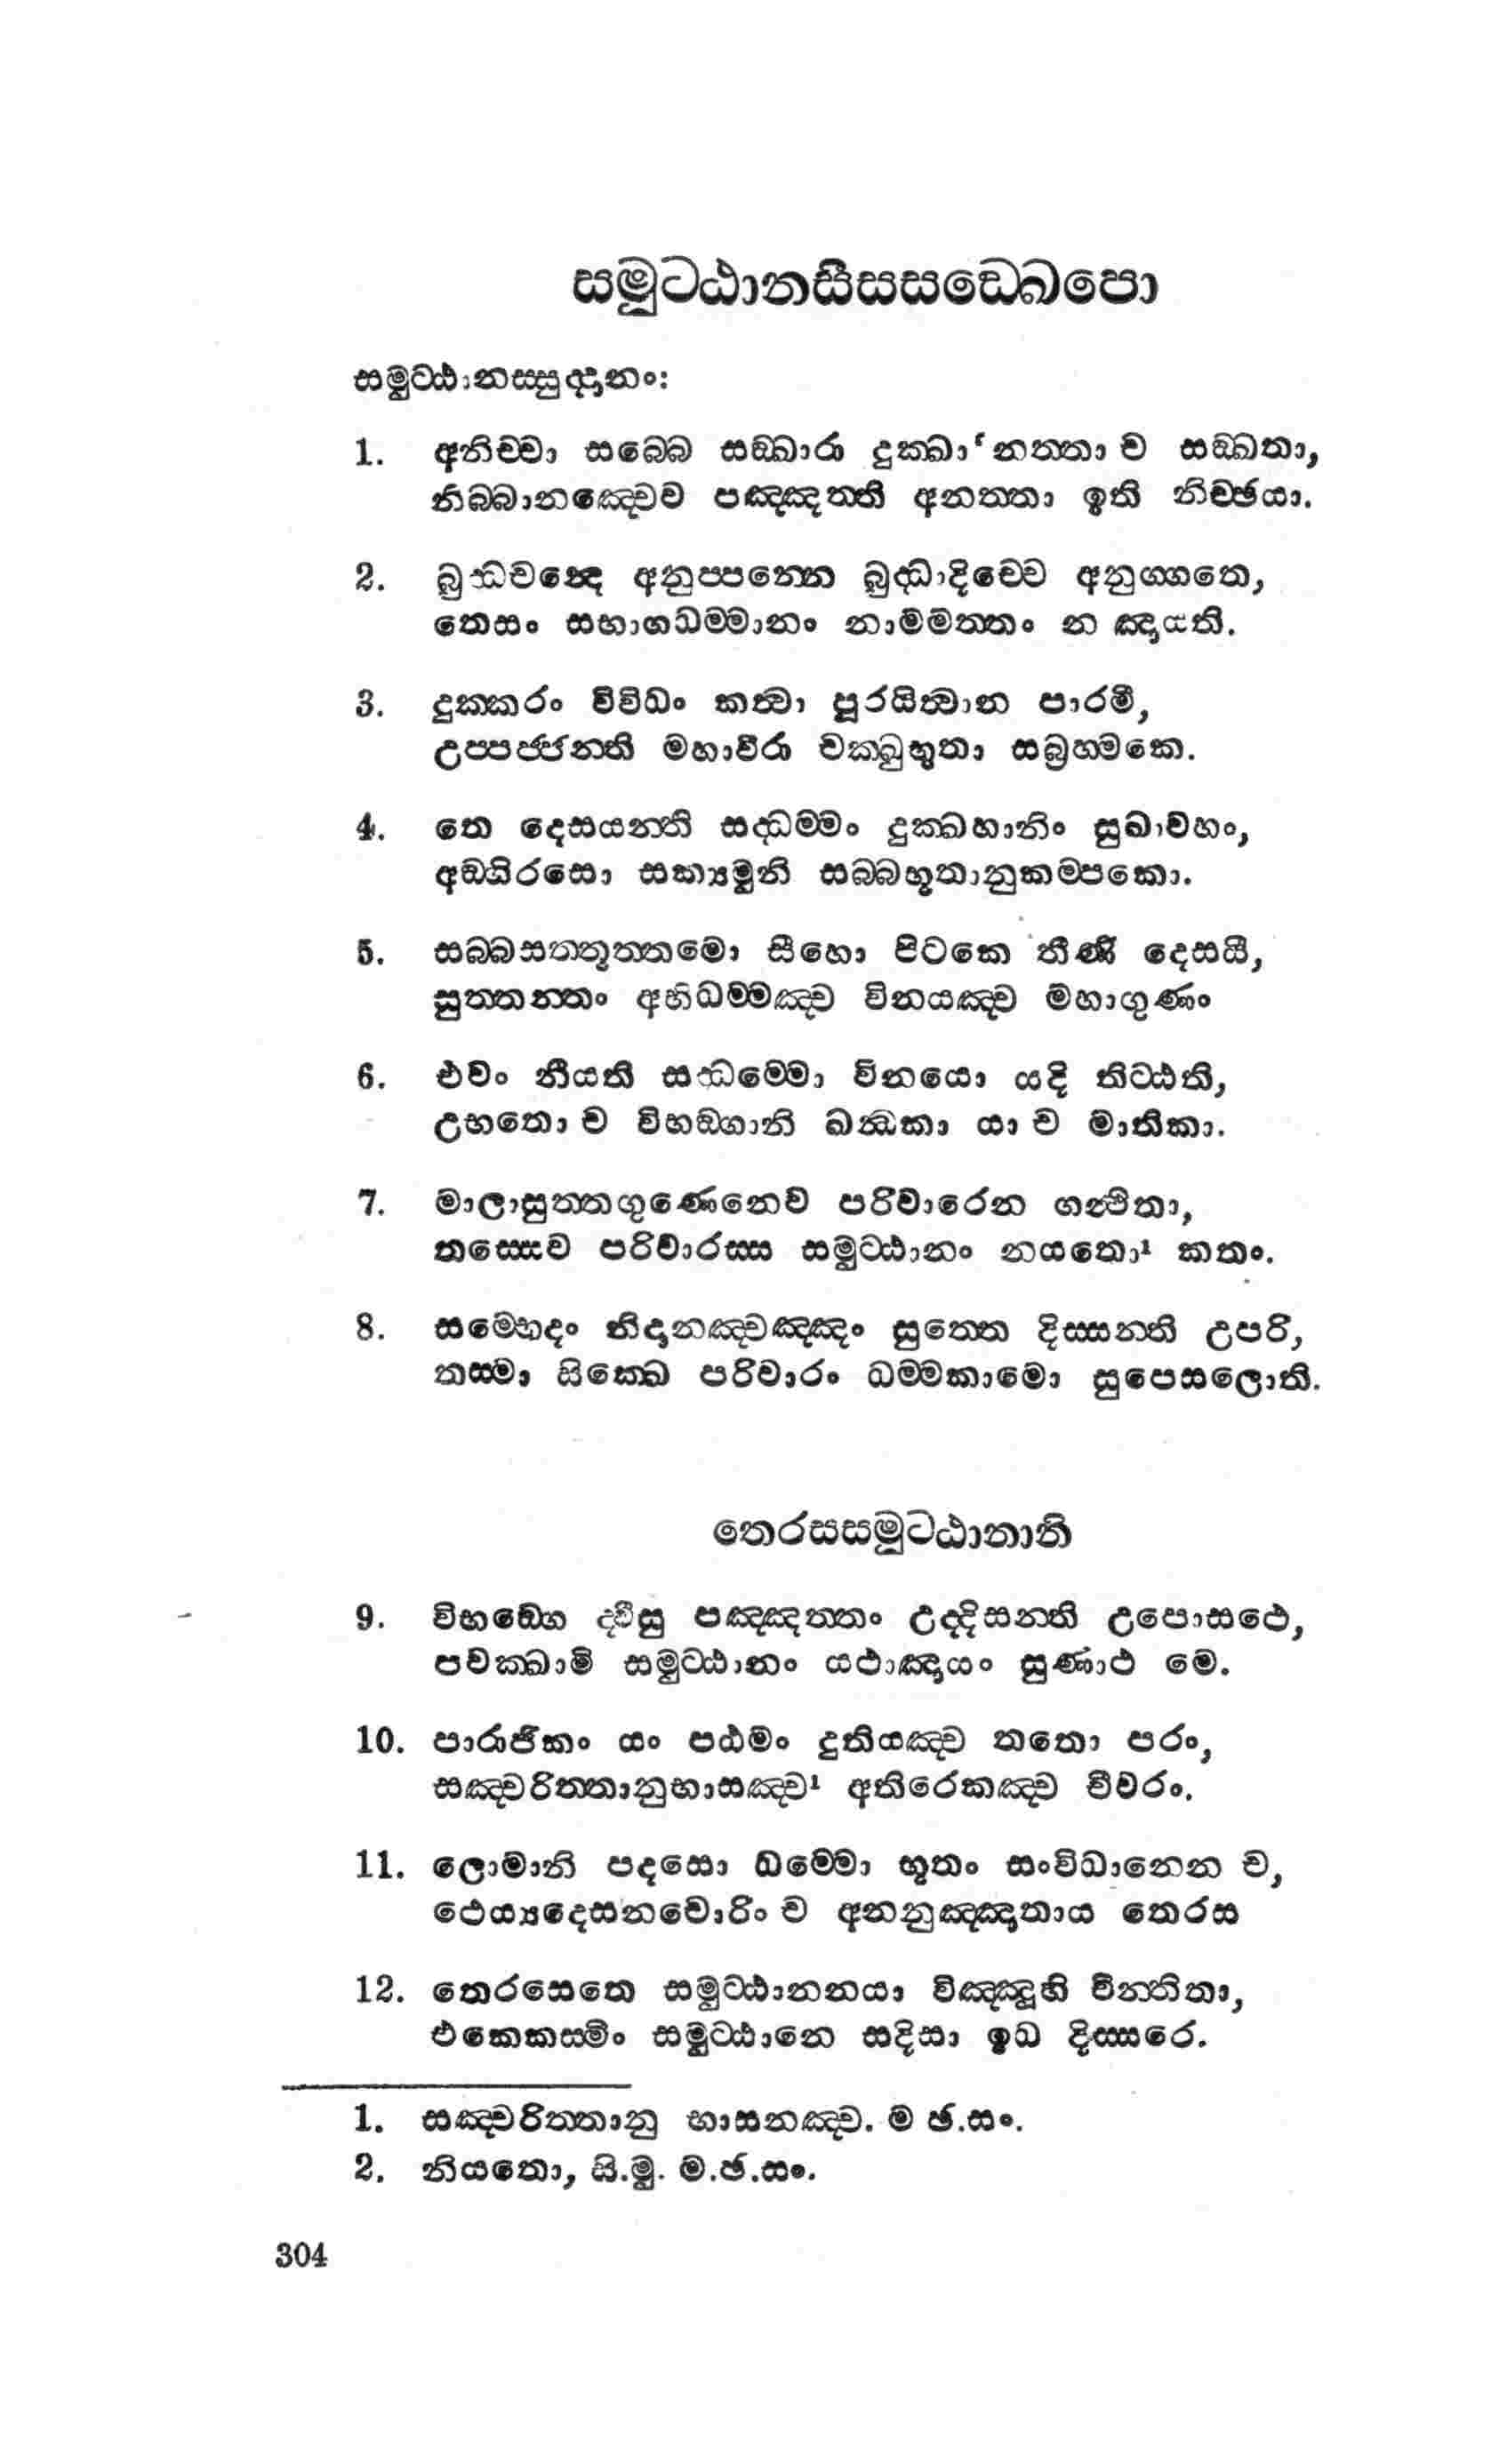 සමුට්ඨානසීසසඞ්ඛෙපො
සමුට්ඨානස්සුද්දානං:
1. අනිච්චා සබ්බෙ සඞ්ඛාරා දුක්ඛා‘නත්තා ච සඞ්ඛතා,
නිබ්බානඤ්චෙව පඤ්ඤත්ති අනත්තා ඉති නිච්ඡයා.
2. බුද්ධචන්දෙ අනුප්පන්නෙ බුද්ධාදිච්චෙ අනුග්ගතෙ,
තෙසං සභාගධම්මානං නාමමත්තං න ඤායති.
3. දුක්කරං විවිධං කත්වා පූරයිත්වාන පාරමී,
උප්පජ්ජන්ති මහාවීරා චක්ඛුභූතා සබ්‍රහ්මකෙ.
4. තෙ දෙසයන්ති සද්ධම්මං දුක්ඛහානිං සුඛාවහං,
අඞ්ගීරසො සක්‍යමුනි සබ්බභූතානුකම්පකො.
5. සබ්බසත්තුත්තමො සීහො පිටකෙ තීණි දෙසයී,
සුත්තන්තං අභිධම්මඤ්ච විනයඤ්ච මහාගුණං
6. එවං නීයති සද්ධම්මො විනයො යදි තිට්ඨති,
උභතො ච විභඞ්ගානි ඛන්ධකා යා ච මාතිකා.
7. මාලාසුත්තගුණෙනෙව පරිවාරෙන ගන්ථිතා,
තස්සෙව පරිවාරස්ස සමුට්ඨානං නයතො¹ කතං.
8. සම්භෙදං නිදානඤ්චඤ්ඤං සුත්තෙ දිස්සන්ති උපරි,
තස්මා සික්ඛෙ පරිවාරං ධම්මකාමො සුපෙසලොති.
තෙරසසමුට්ඨානානි
9. විභඞ්ගෙ ද්වීසු පඤ්ඤත්තං උද්දිසන්ති උපොසථෙ,
පවක්ඛාමි සමුට්ඨානං යථාඤායං සුණාථ මෙ.
10. පාරාජිකං යං පඨමං දුතියඤ්ච තතො පරං,
සඤ්චරිත්තානුභාසඤ්ච¹ අතිරෙකඤ්ච චීවරං.
11. ලොමානි පදසො ධම්මො භූතං සංවිධානෙන ච,
ථෙය්‍යදෙසනචොරිං ච අනනුඤ්ඤාතාය තෙරස
12. තෙරසෙතෙ සමුට්ඨානනයා විඤ්ඤූහි චින්තිතා,
එකෙකස්මිං සමුට්ඨානෙ සදිසා ඉධ දිස්සරෙ.
1. සඤ්චරිත්තානු භාසනඤ්ච. ම ඡ.සං.
2. නියතො, සි.මු. ම.ඡ.සං.
304